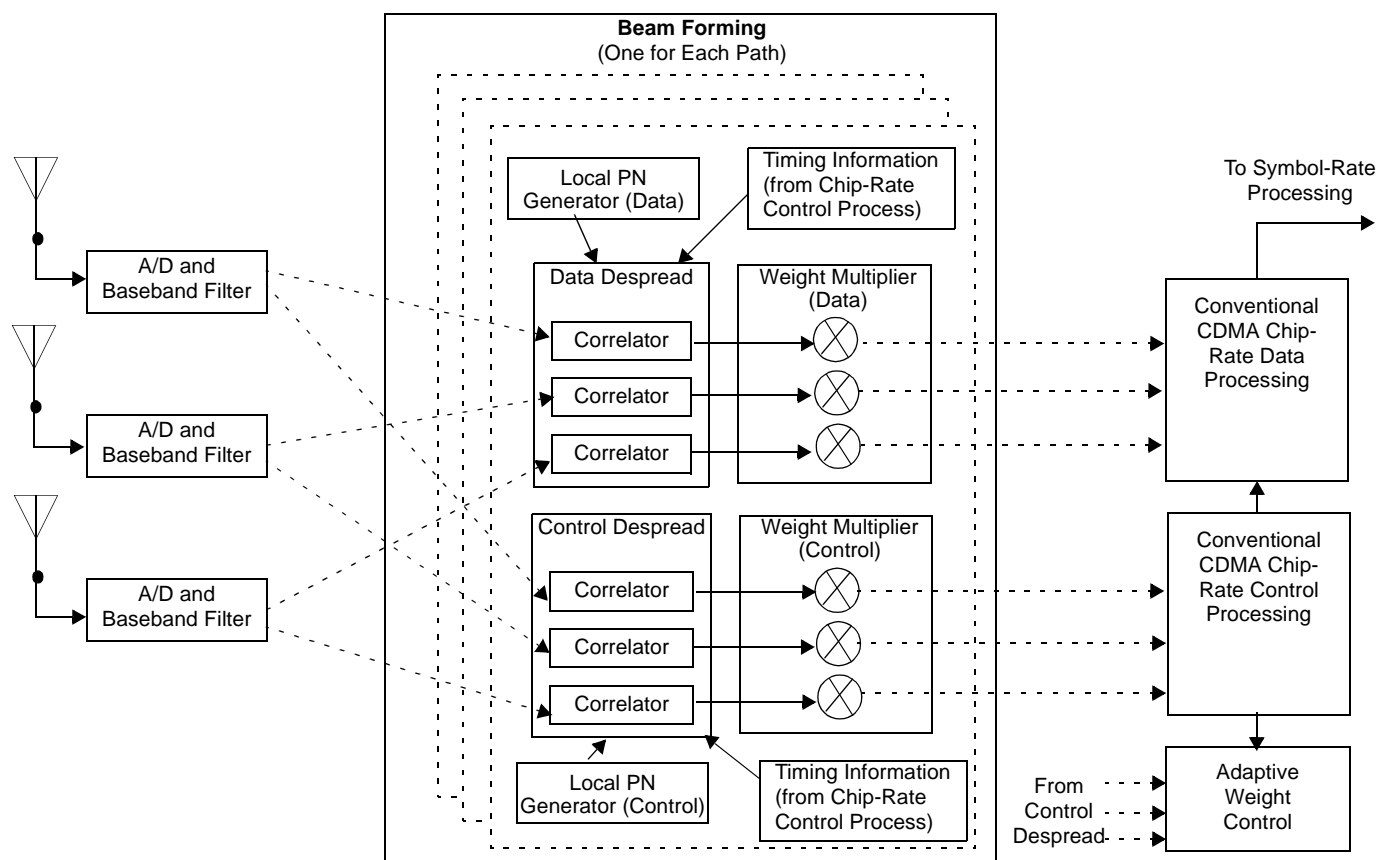 Beam Forming
(One for Each Path)
Local PN
Generator (Data)
Timing Information
(from Chip-Rate
Control Process)
To Symbol-Rate
Processing
A/D and
Baseband Filter
A/D and
Baseband Filter
A/D and
Baseband Filter
Data Despread
Correlator
Correlator
Correlator
Weight Multiplier
(Data)
Conventional
CDMA Chip-
Rate Data
Processing
Control Despread
Correlator
Correlator
Correlator
Weight Multiplier
(Control)
Conventional
CDMA Chip-
Rate Control
Processing
Local PN
Generator (Control)
Timing Information
(from Chip-Rate
Control Process)
From
Control
Despread
Adaptive
Weight
Control